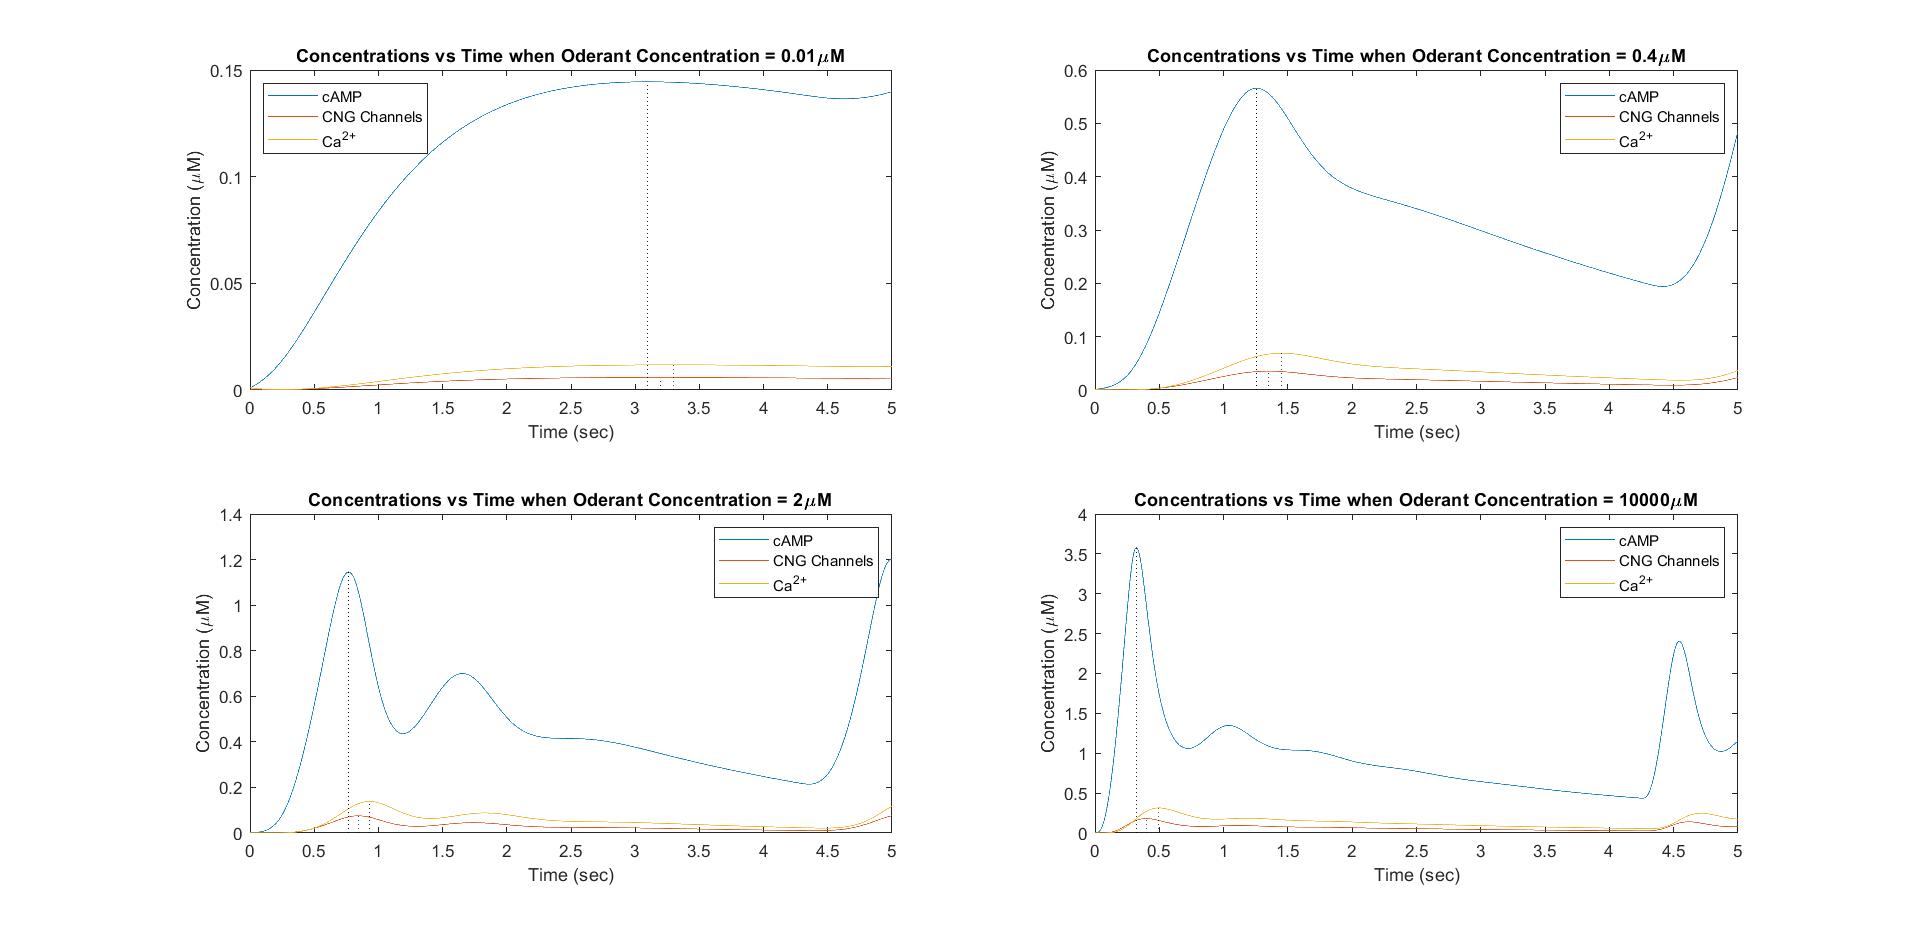 Concentrations vs Time when Oderant Concentration = 0.01μM
Concentration (μM)
0.15
0.1
0.05
0
cAMP
CNG Channels
Ca²⁺
0 0.5 1 1.5 2 2.5 3 3.5 4 4.5 5
Time (sec)
Concentrations vs Time when Oderant Concentration = 0.4μM
Concentration (μM)
0.6
0.5
0.4
0.3
0.2
0.1
0
cAMP
CNG Channels
Ca²⁺
0 0.5 1 1.5 2 2.5 3 3.5 4 4.5 5
Time (sec)
Concentrations vs Time when Oderant Concentration = 2μM
Concentration (μM)
1.4
1.2
1
0.8
0.6
0.4
0.2
0
cAMP
CNG Channels
Ca²⁺
0 0.5 1 1.5 2 2.5 3 3.5 4 4.5 5
Time (sec)
Concentrations vs Time when Oderant Concentration = 10000μM
Concentration (μM)
4
3.5
3
2.5
2
1.5
1
0.5
0
cAMP
CNG Channels
Ca²⁺
0 0.5 1 1.5 2 2.5 3 3.5 4 4.5 5
Time (sec)